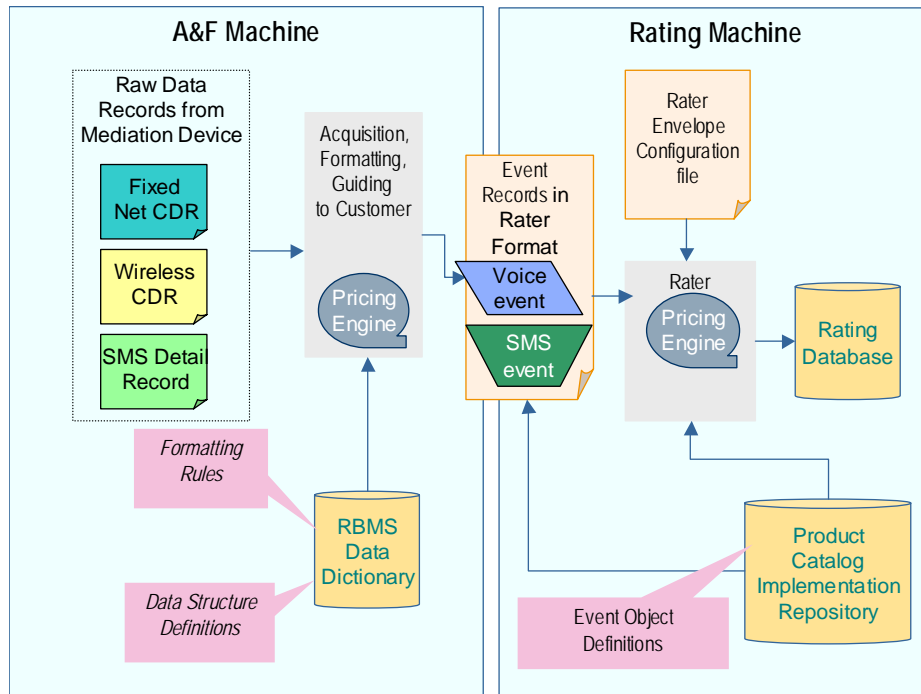 A&F Machine
Raw Data
Records from
Mediation Device
Fixed
Net CDR
Wireless
CDR
SMS Detail
Record
Acquisition,
Formatting,
Guiding
to Customer
Pricing
Engine
Formatting
Rules
RBMS
Data
Dictionary
Data Structure
Definitions
Event
Records in
Rater
Format
Voice
event
SMS
event
Rating Machine
Rater
Envelope
Configuration
file
Rater
Pricing
Engine
Rating
Database
Product
Catalog
Implementation
Repository
Event Object
Definitions